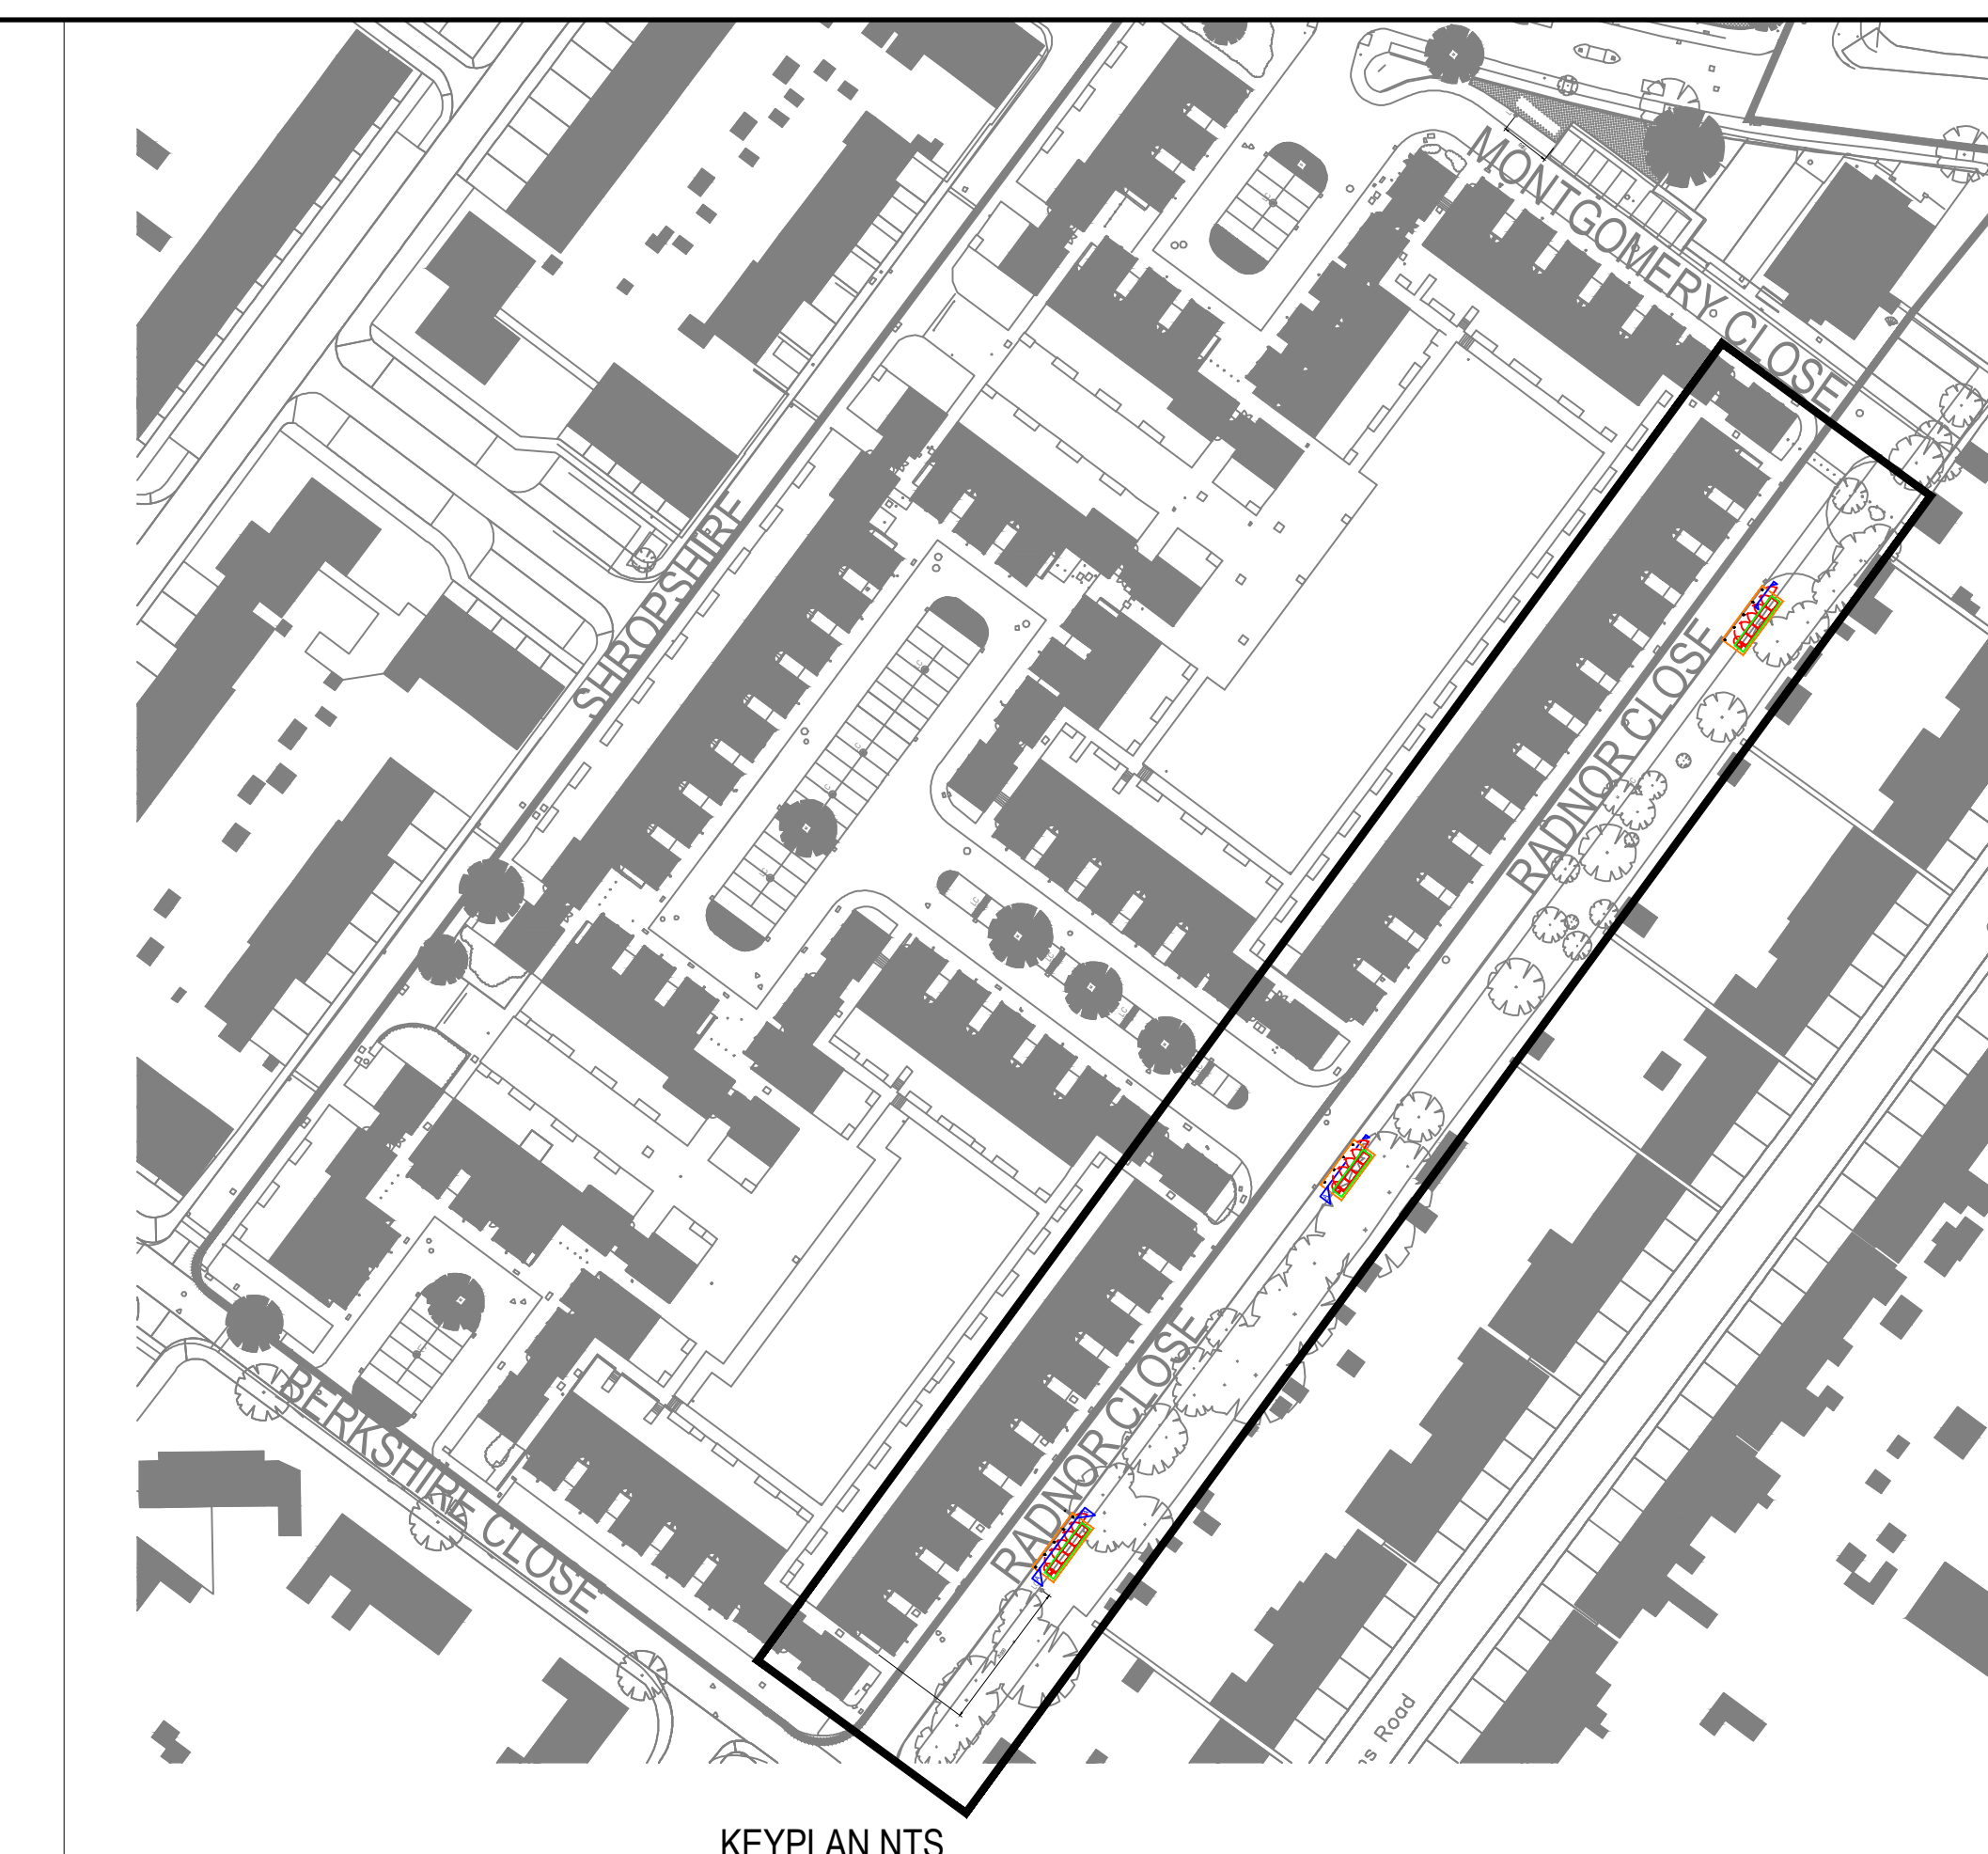 MONTGOMERY CLOSE
SHROPSHIRE
RADNOR CLOSE
RADNOR CLOSE
BERKSHIRE CLOSE
Road
KEYPLAN NTS